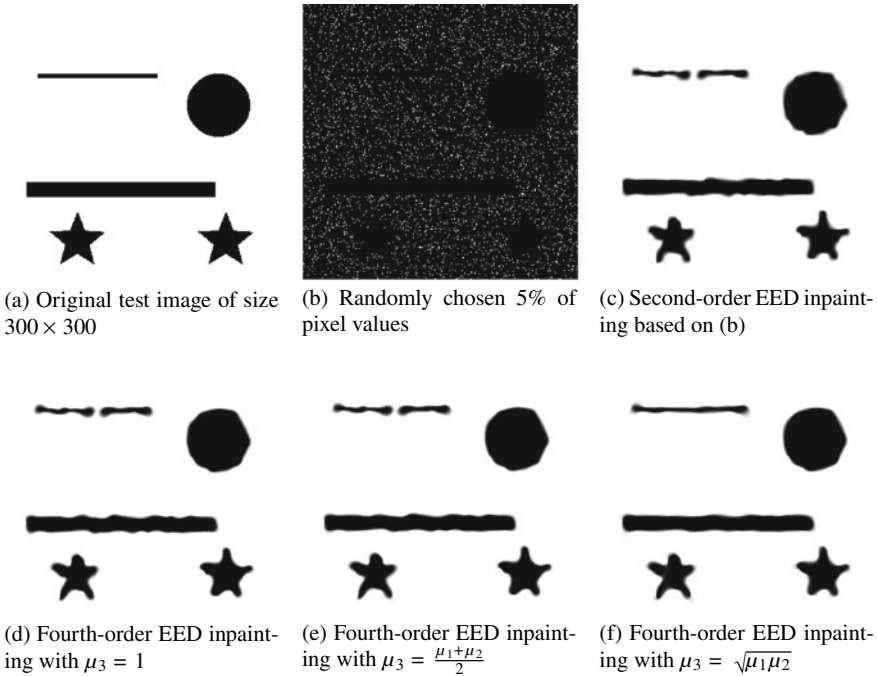 (a) Original test image of size
300 × 300
(b) Randomly chosen 5% of
pixel values
(c) Second-order EED inpaint-
ing based on (b)
(d) Fourth-order EED inpaint-
ing with μ₃ = 1
(e) Fourth-order EED inpaint-
ing with μ₃ = (μ₁+μ₂)/2
(f) Fourth-order EED inpaint-
ing with μ₃ = √μ₁μ₂